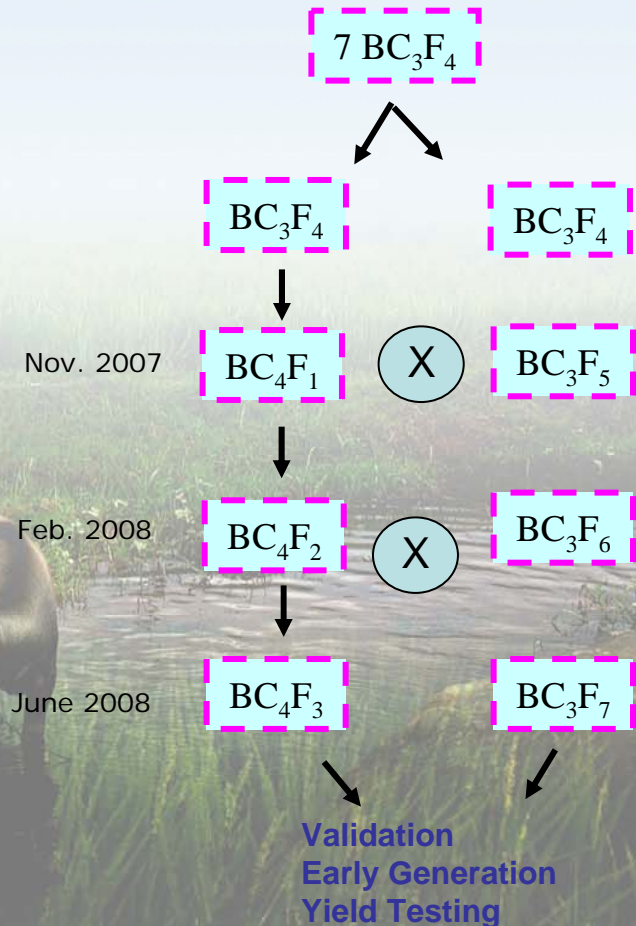 7 BC₃F₄
BC₃F₄ BC₃F₄
Nov. 2007 BC₄F₁ X BC₃F₅
Feb. 2008 BC₄F₂ X BC₃F₆
June 2008 BC₄F₃ BC₃F₇
Validation
Early Generation
Yield Testing